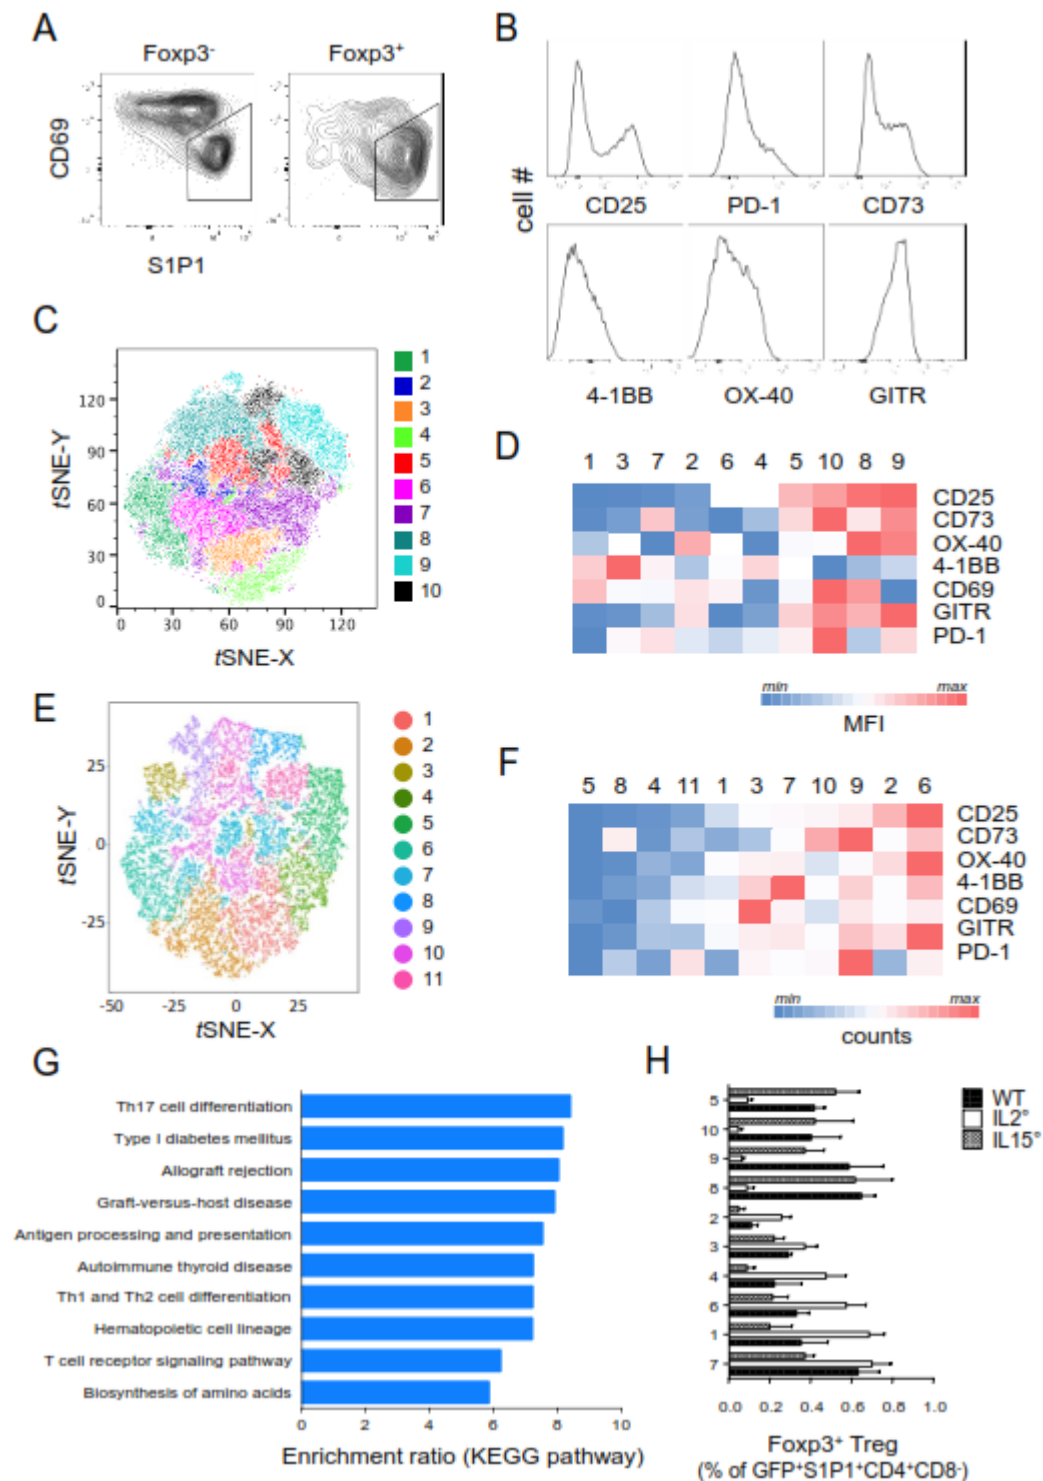 A
Foxp3-
Foxp3+
CD69
S1P1
B
cell #
CD25
PD-1
CD73
4-1BB
OX-40
GITR
C
tSNE-Y
120
90
60
30
0
0 30 60 90 120
tSNE-X
1
2
3
4
5
6
7
8
9
10
D
1 3 7 2 6 4 5 10 8 9
CD25
CD73
OX-40
4-1BB
CD69
GITR
PD-1
min max
MFI
E
tSNE-Y
25
0
-25
-50 -25 0 25
tSNE-X
1
2
3
4
5
6
7
8
9
10
11
F
5 8 4 11 1 3 7 10 9 2 6
CD25
CD73
OX-40
4-1BB
CD69
GITR
PD-1
min max
counts
G
Th17 cell differentiation
Type I diabetes mellitus
Allograft rejection
Graft-versus-host disease
Antigen processing and presentation
Autoimmune thyroid disease
Th1 and Th2 cell differentiation
Hematopoietic cell lineage
T cell receptor signaling pathway
Biosynthesis of amino acids
0 2 4 6 8 10
Enrichment ratio (KEGG pathway)
H
WT
IL2°
IL15°
5
10
9
8
2
3
4
6
1
7
0.0 0.2 0.4 0.6 0.8 1.0
Foxp3+ Treg
(% of GFP+S1P1+CD4+CD8-)